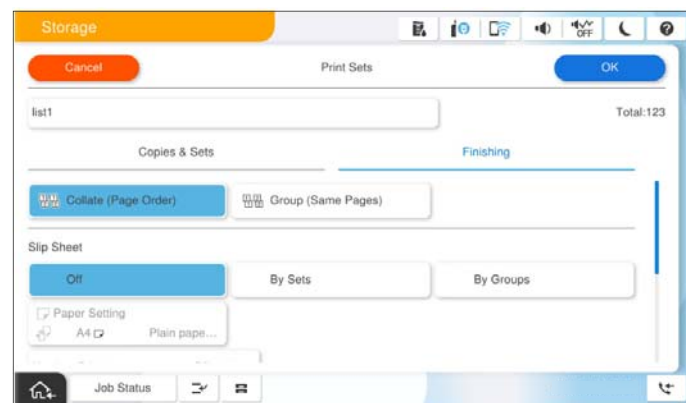 Storage
OFF
Cancel
Print Sets
OK
list1
Total:123
Copies & Sets
Finishing
Collate (Page Order)
Group (Same Pages)
Slip Sheet
Off
By Sets
By Groups
Paper Setting
A4
Plain pape...
Job Status